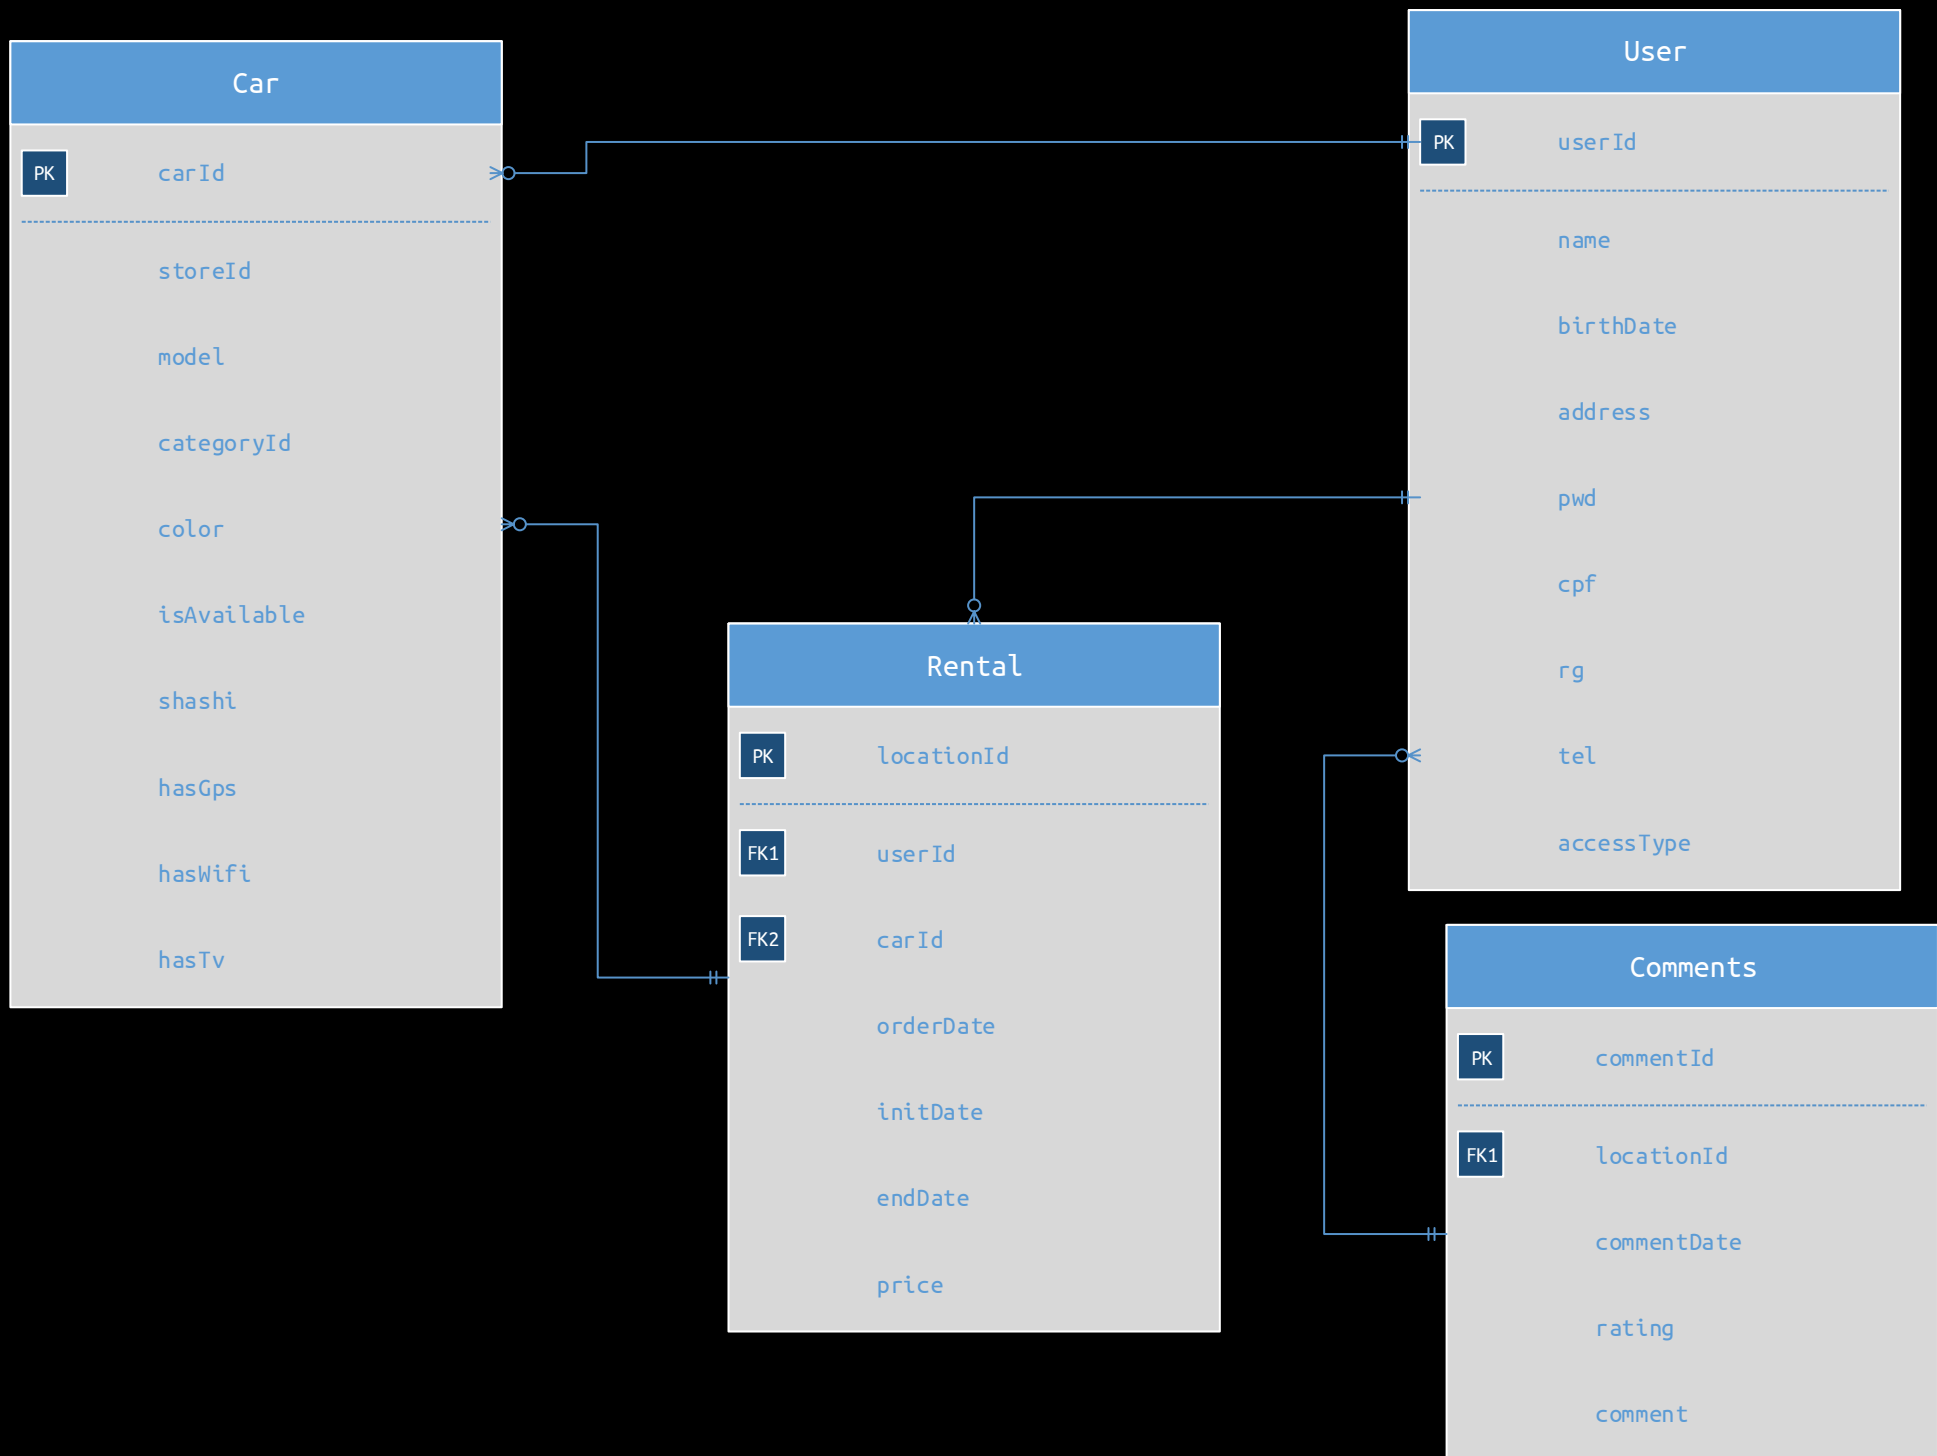 Car
PK carId
storeId
model
categoryId
color
isAvailable
shashi
hasGps
hasWifi
hasTv
User
PK userId
name
birthDate
address
pwd
cpf
rg
tel
accessType
Rental
PK locationId
FK1 userId
FK2 carId
orderDate
initDate
endDate
price
Comments
PK commentId
FK1 locationId
commentDate
rating
comment